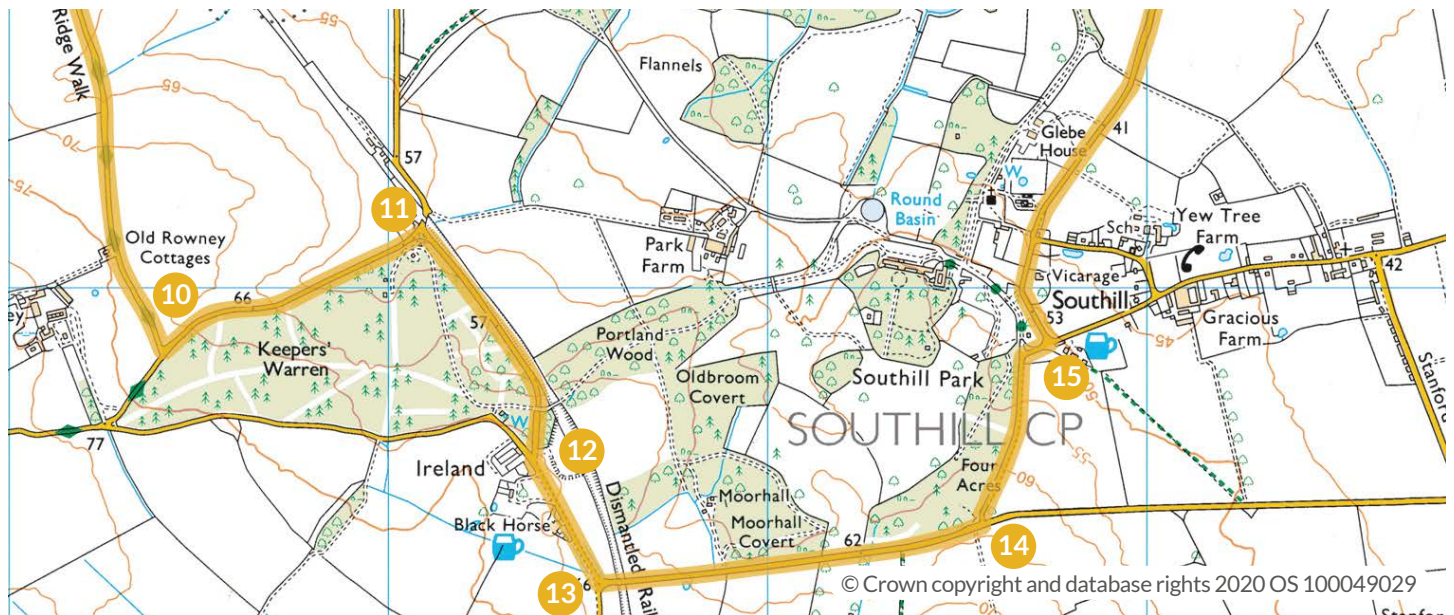 Ridge Walk
65
70
75
Old Rowney
Cottages
10
66
77
57
11
57
Keepers'
Warren
W
12
Ireland
Black Horse
13
Dismantled
Flannels
Park
Farm
Portland
Wood
Oldbroom
Covert
Moorhall
Moorhall
Covert
62
Round
Basin
Glebe
House
W
41
Sch
Yew Tree
Farm
Vicarage
Southill
53
42
Gracious
Farm
45
15
Southill Park
SOUTHILL CP
Four
Acres
60
55
14
© Crown copyright and database rights 2020 OS 100049029